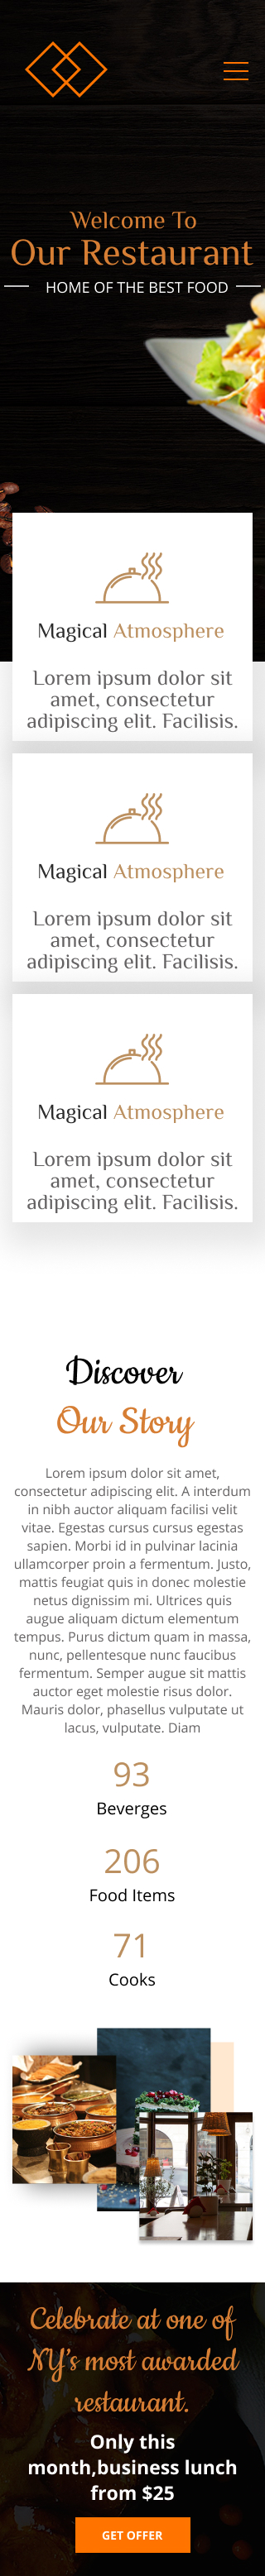 Welcome To
Our Restaurant
HOME OF THE BEST FOOD
Magical Atmosphere
Lorem ipsum dolor sit
amet, consectetur
adipiscing elit. Facilisis.
Magical Atmosphere
Lorem ipsum dolor sit
amet, consectetur
adipiscing elit. Facilisis.
Magical Atmosphere
Lorem ipsum dolor sit
amet, consectetur
adipiscing elit. Facilisis.
Discover
Our Story
Lorem ipsum dolor sit amet,
consectetur adipiscing elit. A interdum
in nibh auctor aliquam facilisi velit
vitae. Egestas cursus cursus egestas
sapien. Morbi id in pulvinar lacinia
ullamcorper proin a fermentum. Justo,
mattis feugiat quis in donec molestie
netus dignissim mi. Ultrices quis
augue aliquam dictum elementum
tempus. Purus dictum quam in massa,
nunc, pellentesque nunc faucibus
fermentum. Semper augue sit mattis
auctor eget molestie risus dolor.
Mauris dolor, phasellus vulputate ut
lacus, vulputate. Diam
93
Beverges
206
Food Items
71
Cooks
Celebrate at one of
NY's most awarded
restaurant.
Only this
month,business lunch
from $25
GET OFFER